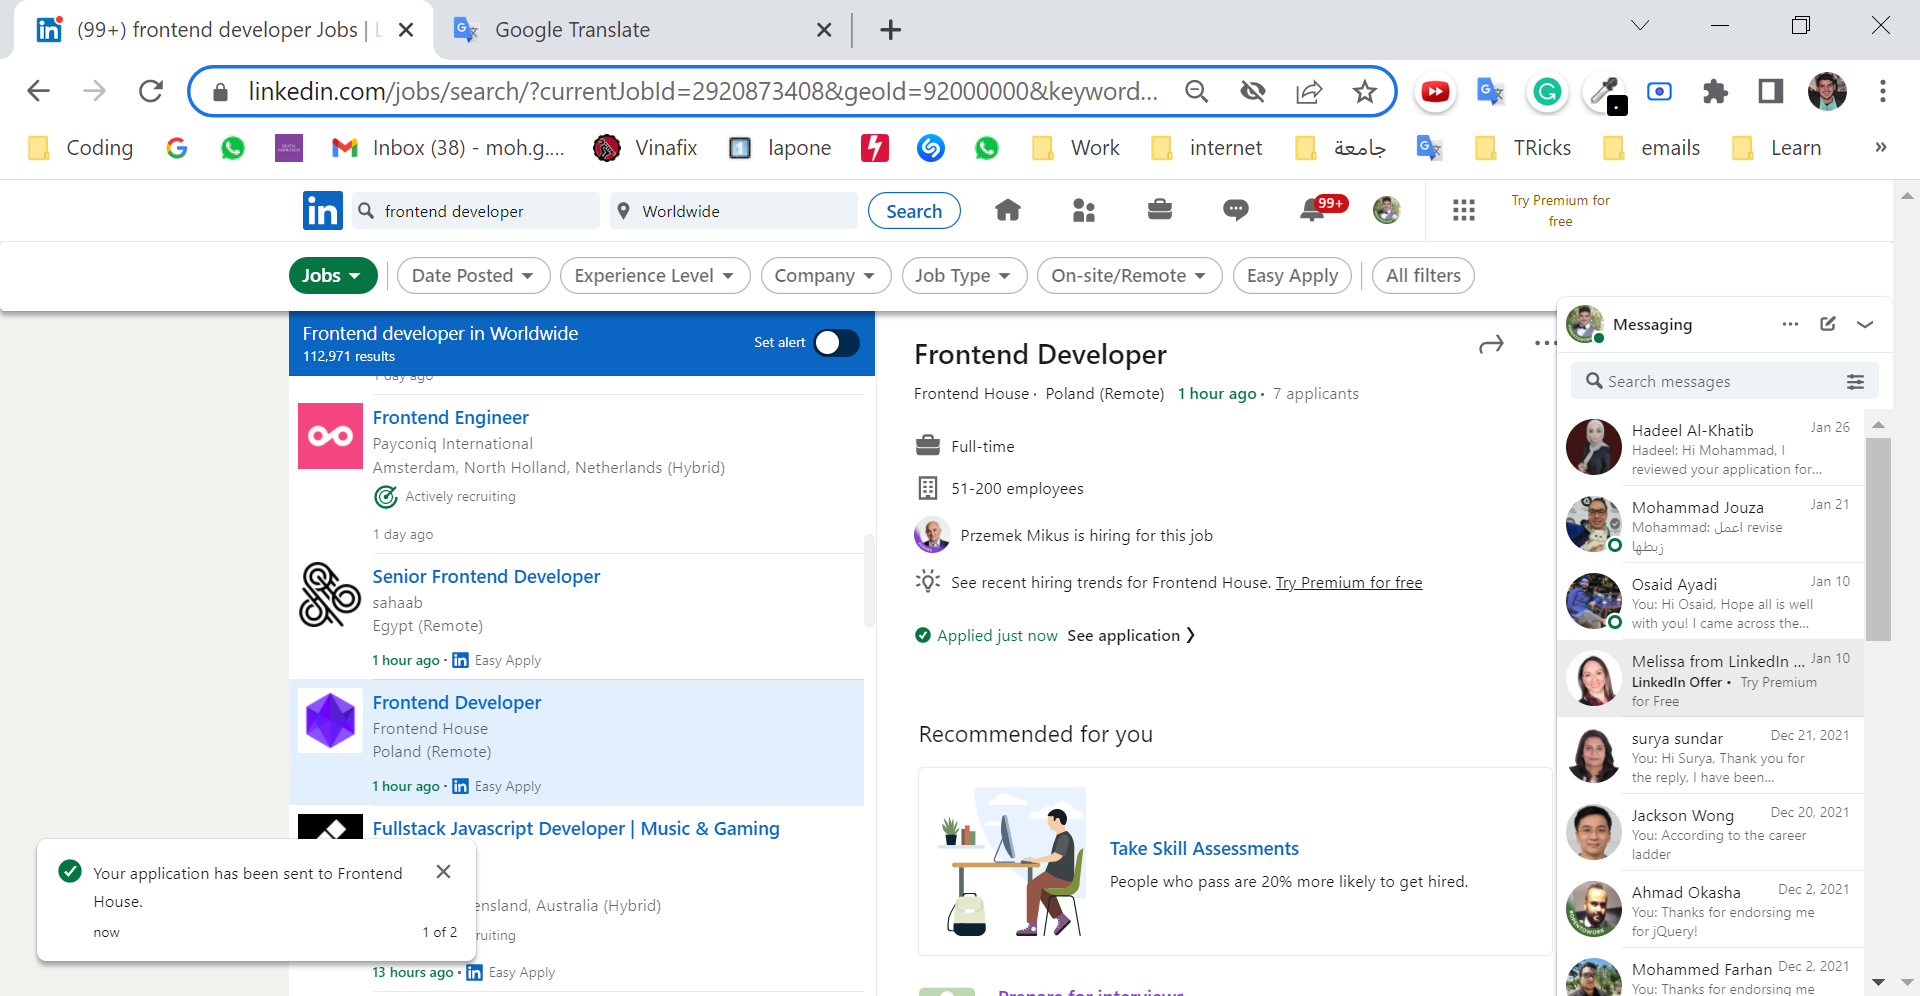 (99+) frontend developer Jobs |
Google Translate
linkedin.com/jobs/search/?currentJobId=2920873408&geoId=92000000&keyword...
Coding
Inbox (38) - moh.g....
Vinafix
lapone
Work
internet
جامعة
TRicks
emails
Learn
»
in
frontend developer
Worldwide
Search
99+
Try Premium for
free
Jobs
Date Posted
Experience Level
Company
Job Type
On-site/Remote
Easy Apply
All filters
Frontend developer in Worldwide
112,971 results
Set alert
1 day ago
Frontend Engineer
Payconiq International
Amsterdam, North Holland, Netherlands (Hybrid)
Actively recruiting
1 day ago
Senior Frontend Developer
sahaab
Egypt (Remote)
1 hour ago · in Easy Apply
Frontend Developer
Frontend House
Poland (Remote)
1 hour ago · in Easy Apply
Fullstack Javascript Developer | Music & Gaming
ensland, Australia (Hybrid)
ruiting
13 hours ago · in Easy Apply
Your application has been sent to Frontend
House.
now
1 of 2
Frontend Developer
Frontend House · Poland (Remote) 1 hour ago · 7 applicants
Full-time
51-200 employees
Przemek Mikus is hiring for this job
See recent hiring trends for Frontend House. Try Premium for free
Applied just now See application ❯
Recommended for you
Take Skill Assessments
People who pass are 20% more likely to get hired.
Prepare for interviews
Messaging
Search messages
Hadeel Al-Khatib Jan 26
Hadeel: Hi Mohammad, I
reviewed your application for...
Mohammad Jouza Jan 21
Mohammad: اعمل revise
زبطها
Osaid Ayadi Jan 10
You: Hi Osaid, Hope all is well
with you! I came across the...
Melissa from LinkedIn ... Jan 10
LinkedIn Offer • Try Premium
for Free
surya sundar Dec 21, 2021
You: Hi Surya, Thank you for
the reply, I have been...
Jackson Wong Dec 20, 2021
You: According to the career
ladder
Ahmad Okasha Dec 2, 2021
You: Thanks for endorsing me
for jQuery!
Mohammed Farhan Dec 2, 2021
You: Thanks for endorsing me